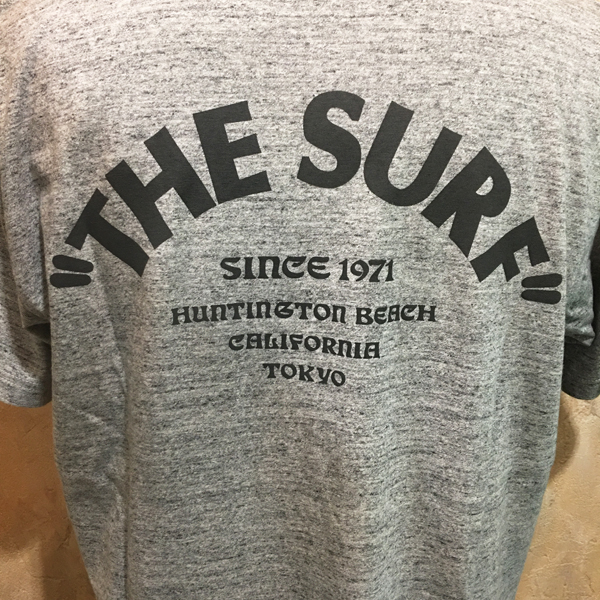 "THE SURF"
SINCE 1971
HUNTINGTON BEACH
CALIFORNIA
TOKYO